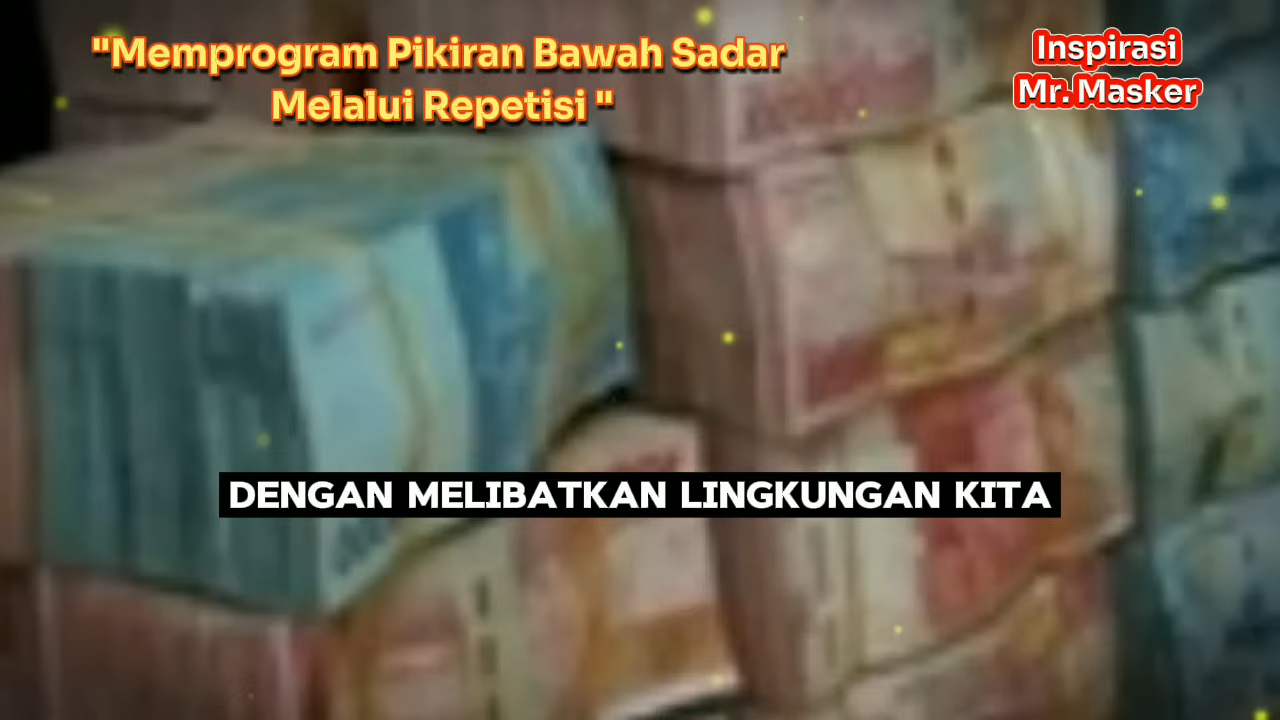 "Memprogram Pikiran Bawah Sadar
Melalui Repetisi "
Inspirasi
Mr. Masker
DENGAN MELIBATKAN LINGKUNGAN KITA